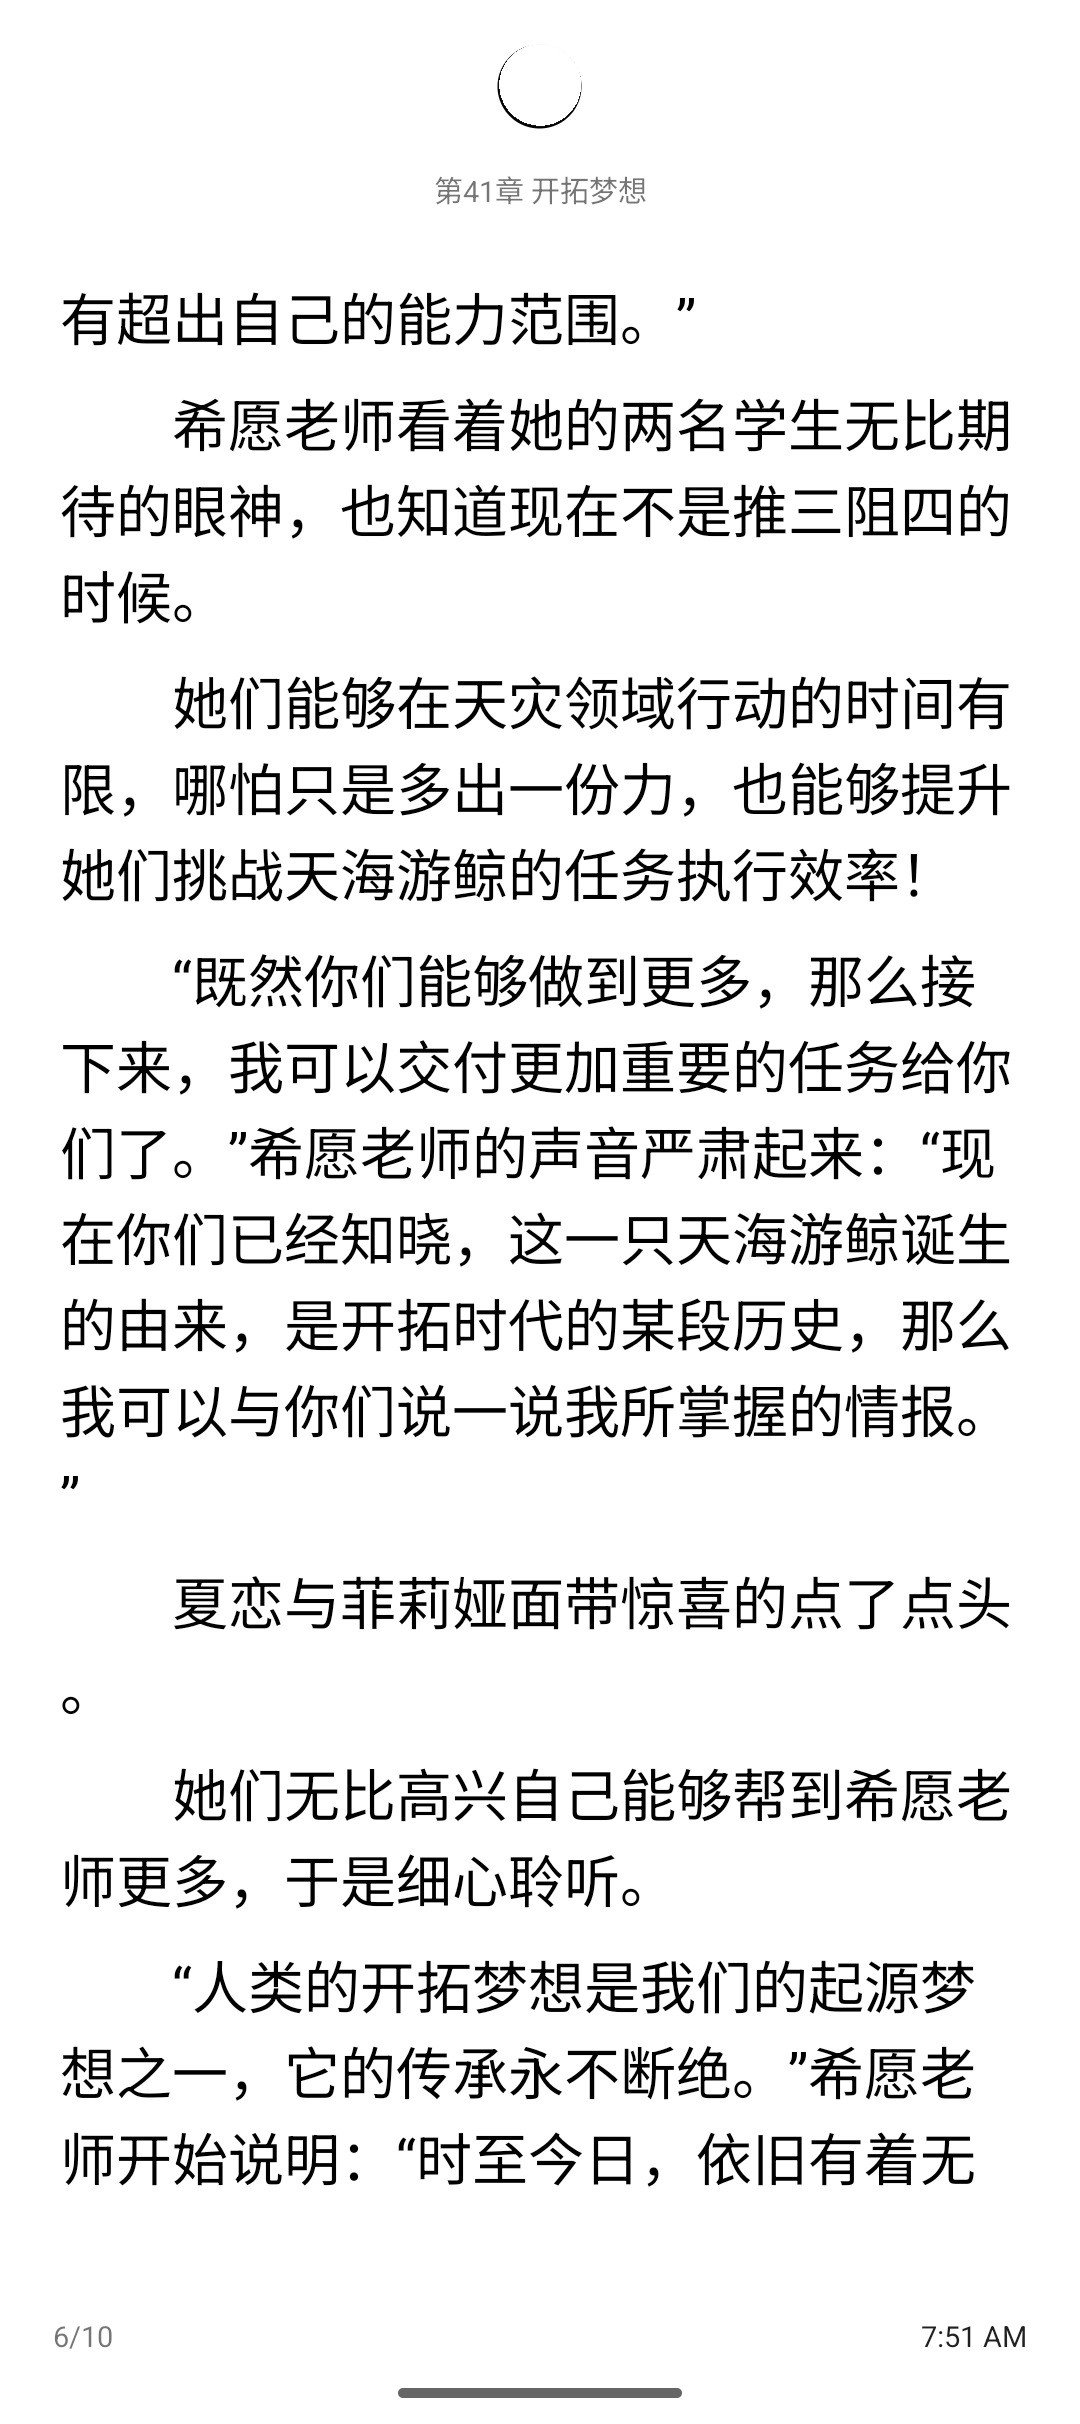 第41章 开拓梦想
有超出自己的能力范围。”
希愿老师看着她的两名学生无比期
待的眼神，也知道现在不是推三阻四的
时候。
她们能够在天灾领域行动的时间有
限，哪怕只是多出一份力，也能够提升
她们挑战天海游鲸的任务执行效率！
“既然你们能够做到更多，那么接
下来，我可以交付更加重要的任务给你
们了。”希愿老师的声音严肃起来：“现
在你们已经知晓，这一只天海游鲸诞生
的由来，是开拓时代的某段历史，那么
我可以与你们说一说我所掌握的情报。
”
夏恋与菲莉娅面带惊喜的点了点头
。
她们无比高兴自己能够帮到希愿老
师更多，于是细心聆听。
“人类的开拓梦想是我们的起源梦
想之一，它的传承永不断绝。”希愿老
师开始说明：“时至今日，依旧有着无
6/10
7:51 AM